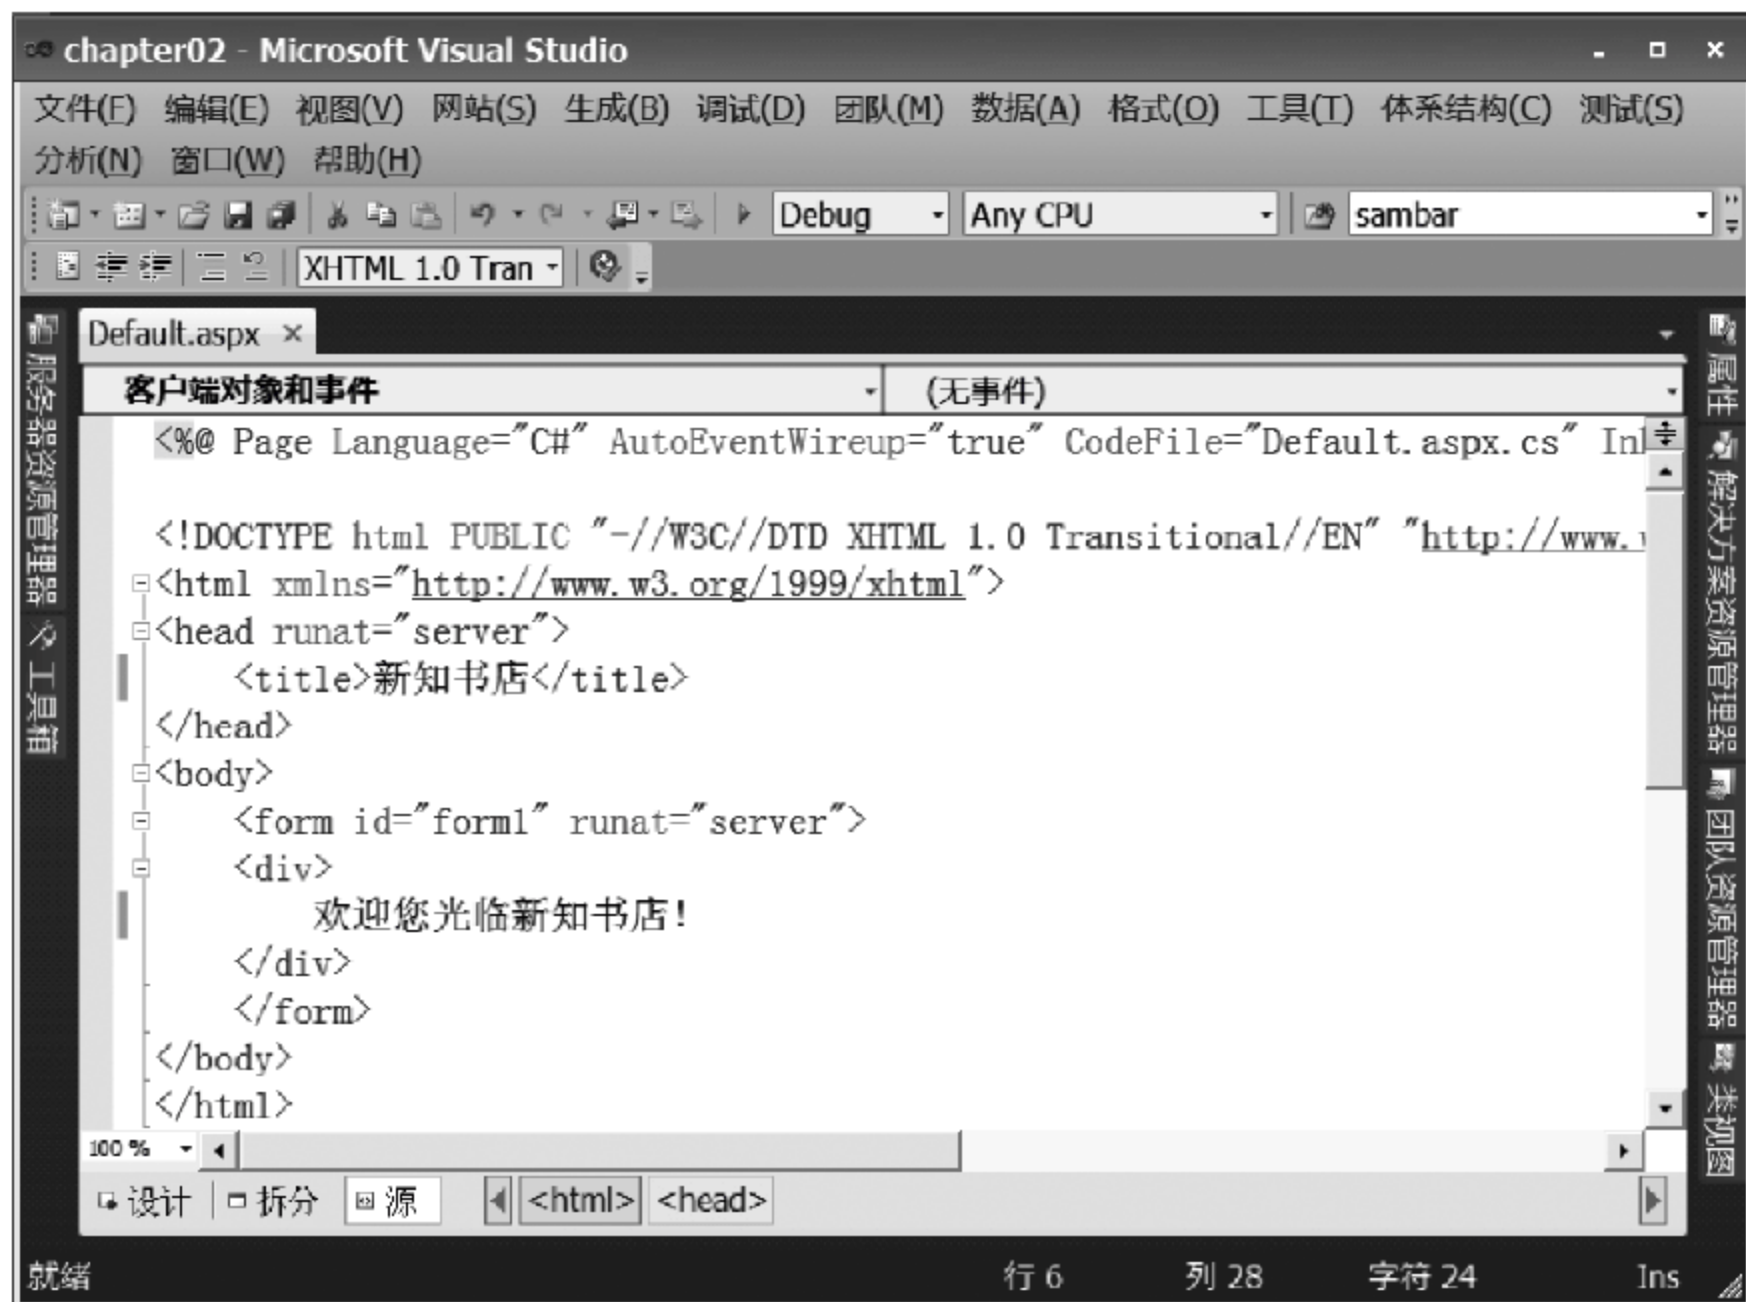 chapter02 - Microsoft Visual Studio
文件(F) 编辑(E) 视图(V) 网站(S) 生成(B) 调试(D) 团队(M) 数据(A) 格式(O) 工具(T) 体系结构(C) 测试(S)
分析(N) 窗口(W) 帮助(H)
Debug Any CPU sambar
XHTML 1.0 Tran
服务器资源管理器
工具箱
Default.aspx ×
客户端对象和事件 (无事件)
<%@ Page Language="C#" AutoEventWireup="true" CodeFile="Default.aspx.cs"
<!DOCTYPE html PUBLIC "-//W3C//DTD XHTML 1.0 Transitional//EN" "http://www.
<html xmlns="http://www.w3.org/1999/xhtml">
<head runat="server">
<title>新知书店</title>
</head>
<body>
<form id="form1" runat="server">
<div>
欢迎您光临新知书店!
</div>
</form>
</body>
</html>
100 %
设计 拆分 源 <html> <head>
属性
解决方案资源管理器
团队资源管理器
类视图
就绪 行 6 列 28 字符 24 Ins